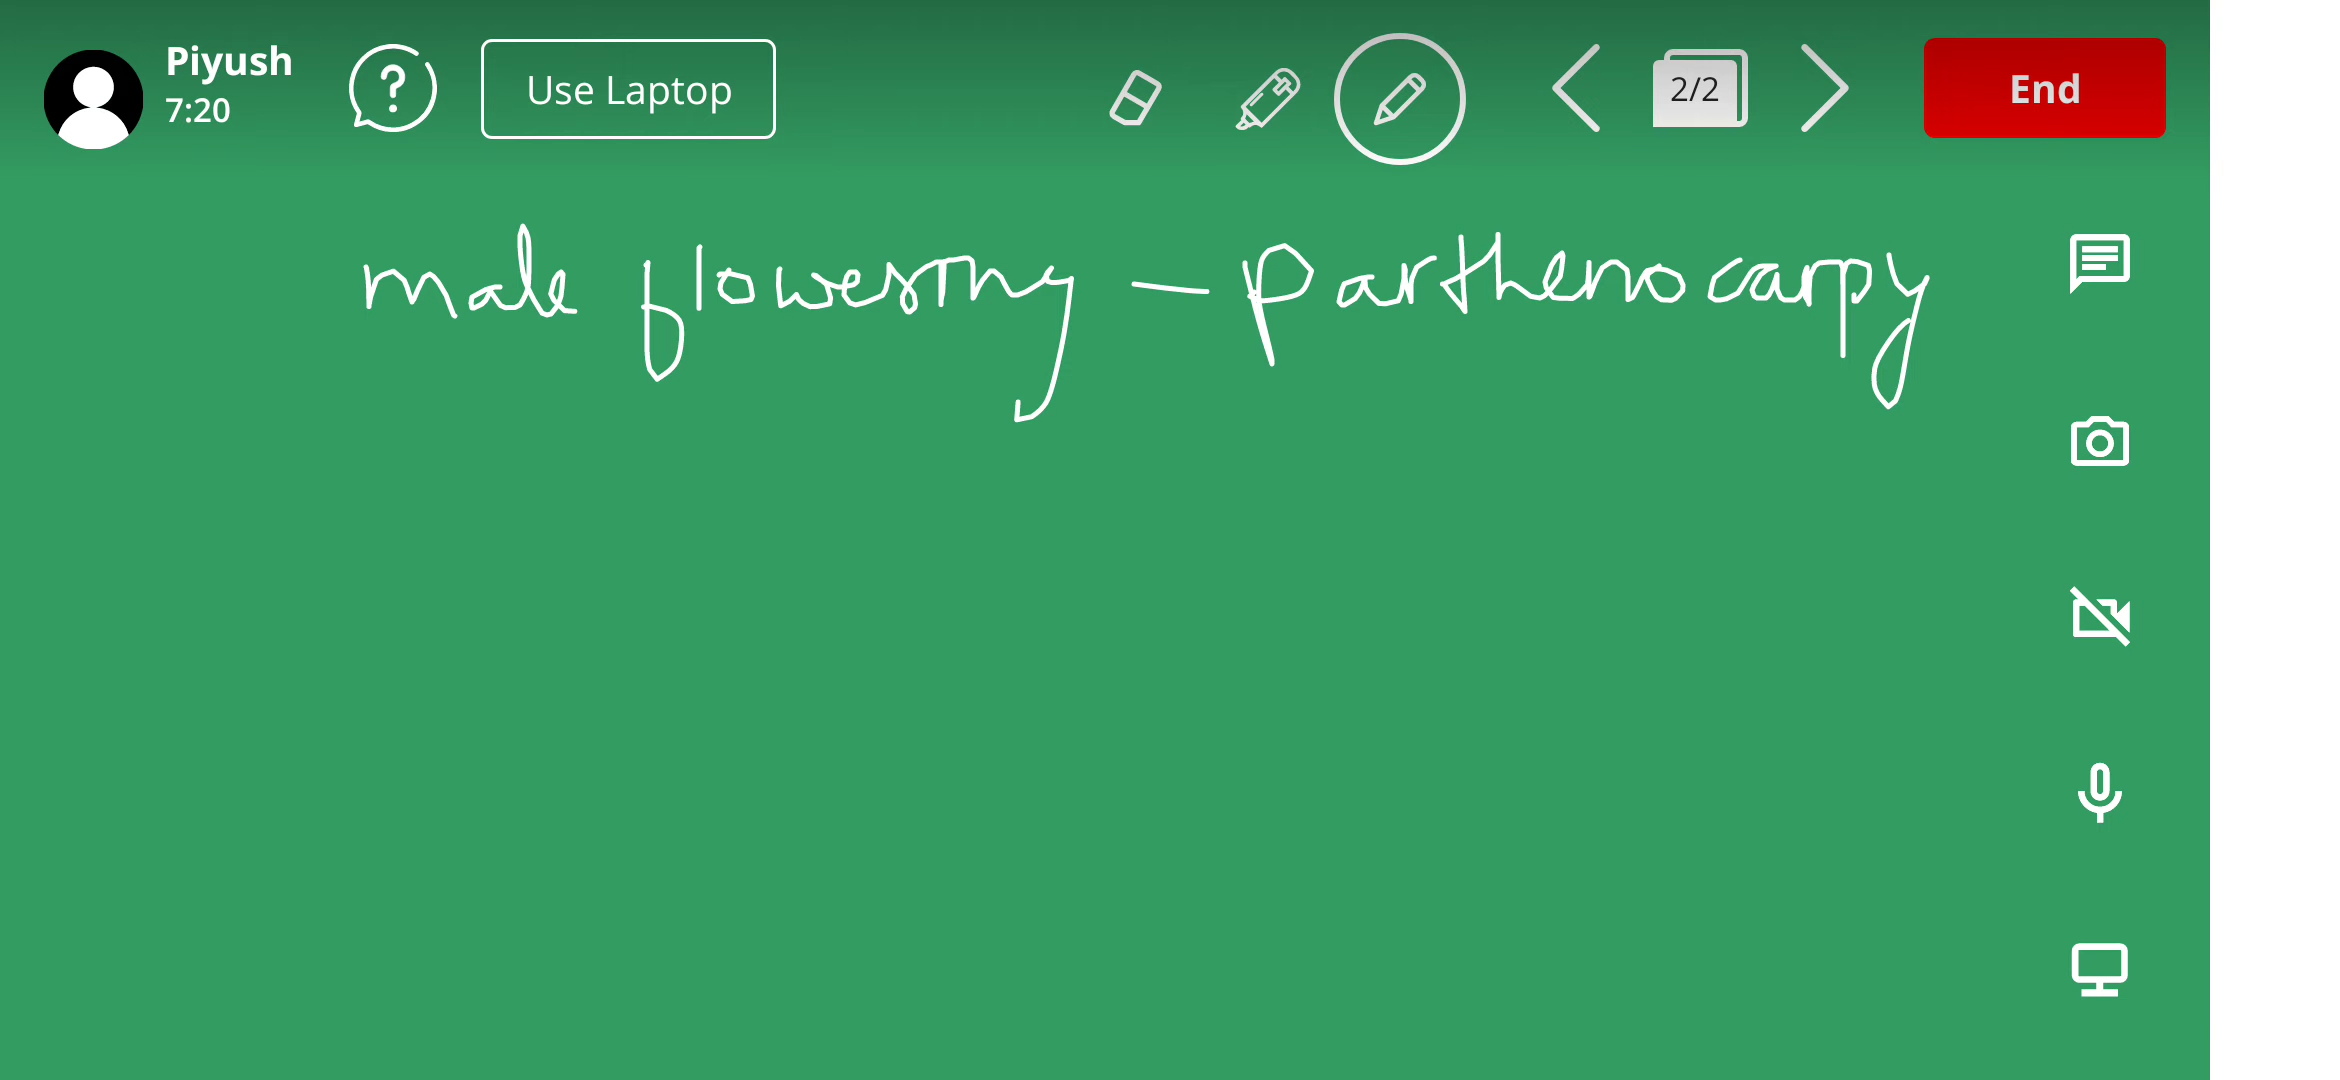 Piyush
7:20
Use Laptop
2/2
End
male flowering — Parthenocarpy